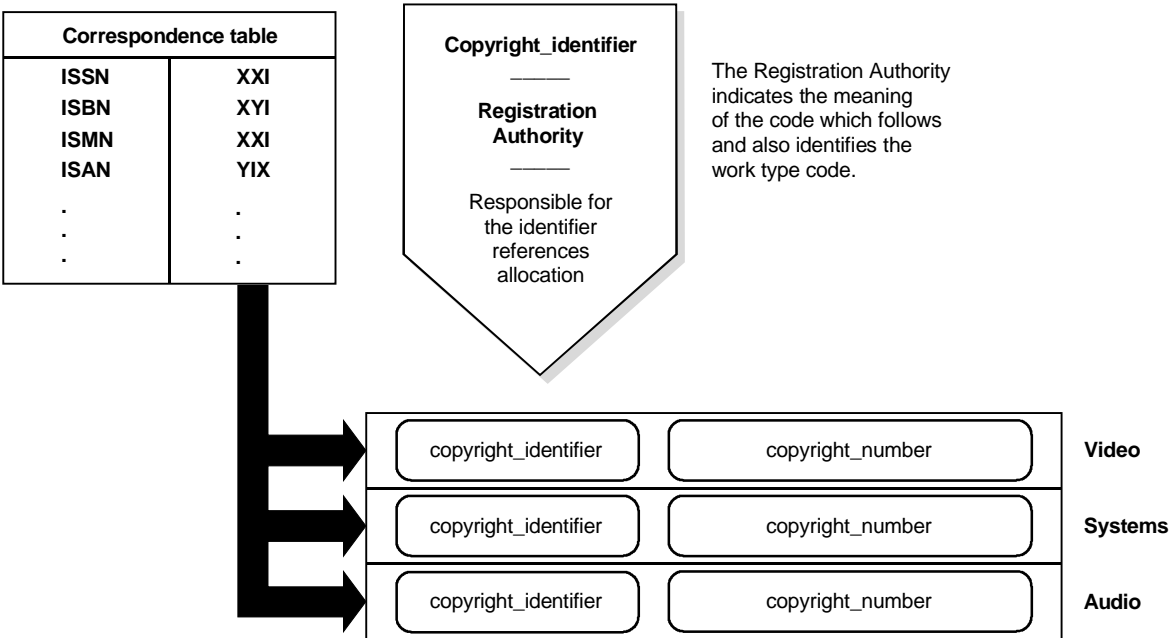 Correspondence table
ISSN XXI
ISBN XYI
ISMN XXI
ISAN YIX
. .
. .
. .
Copyright_identifier
_____
Registration
Authority
_____
Responsible for
the identifier
references
allocation
The Registration Authority
indicates the meaning
of the code which follows
and also identifies the
work type code.
copyright_identifier copyright_number Video
copyright_identifier copyright_number Systems
copyright_identifier copyright_number Audio